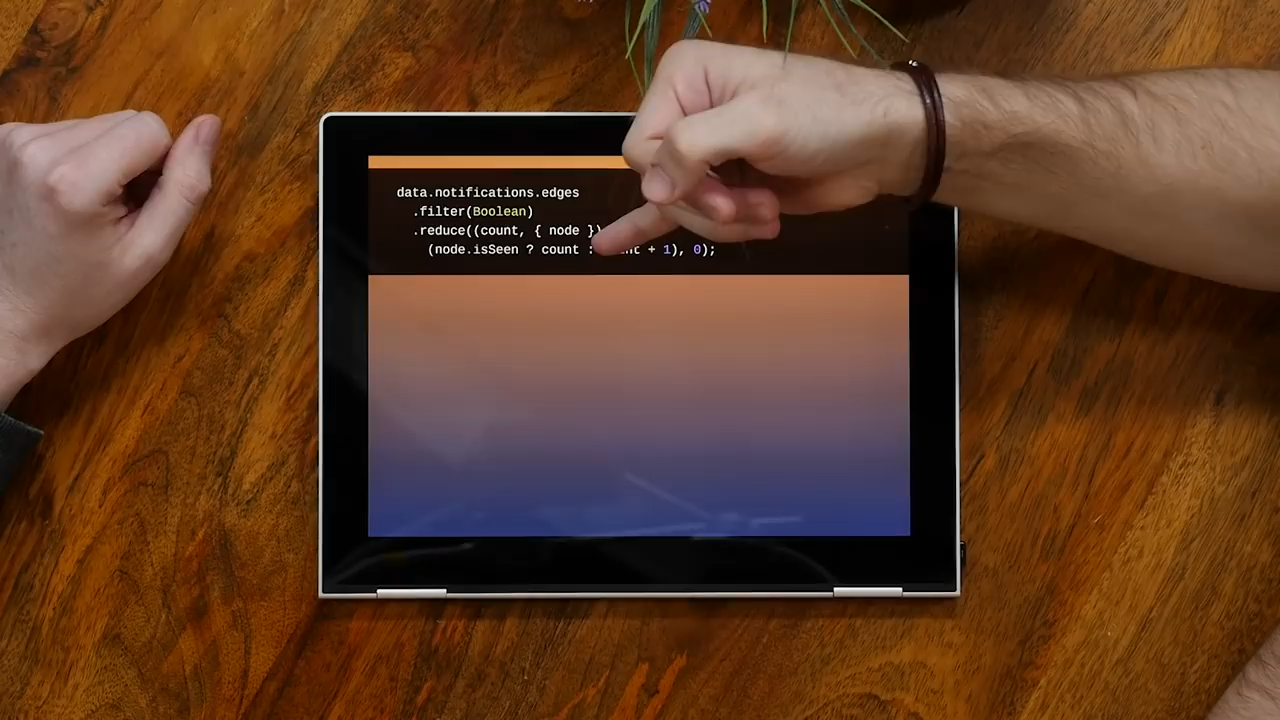 data.notifications.edges
.filter(Boolean)
.reduce((count, { node })
(node.isSeen ? count : + 1), 0);